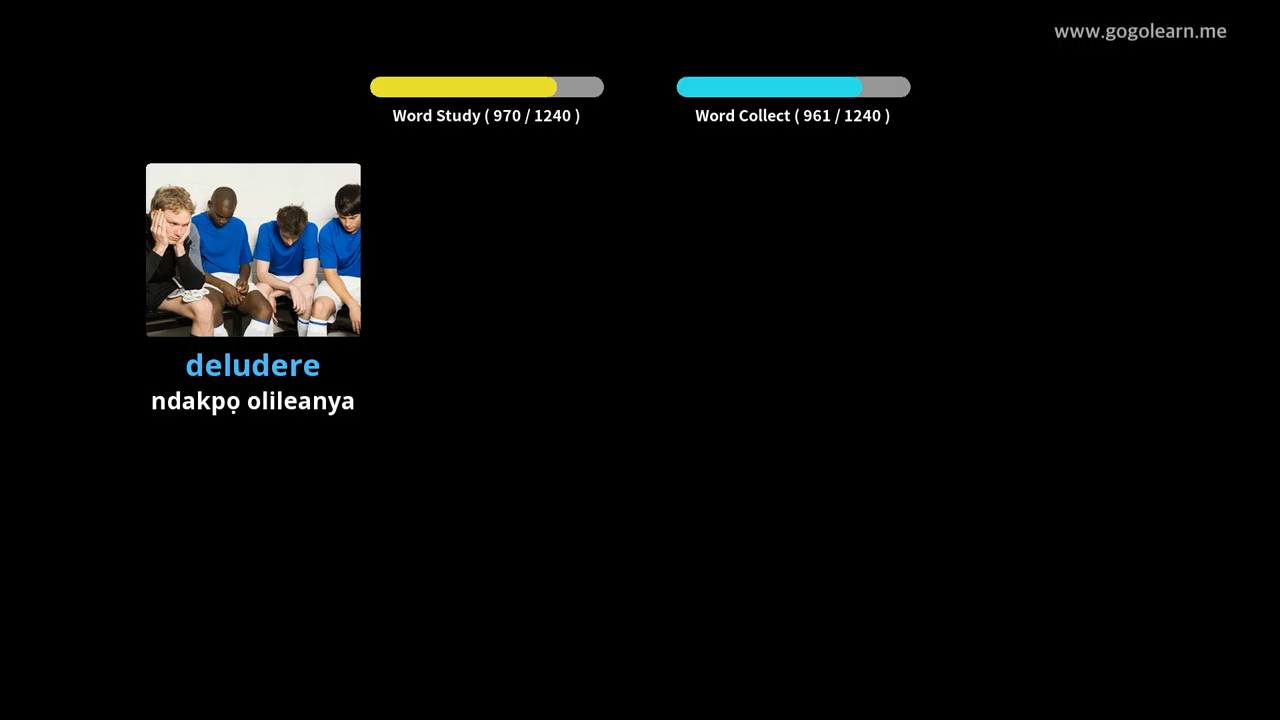 www.gogolearn.me
Word Study ( 970 / 1240 )
Word Collect ( 961 / 1240 )
deludere
ndakpọ olileanya